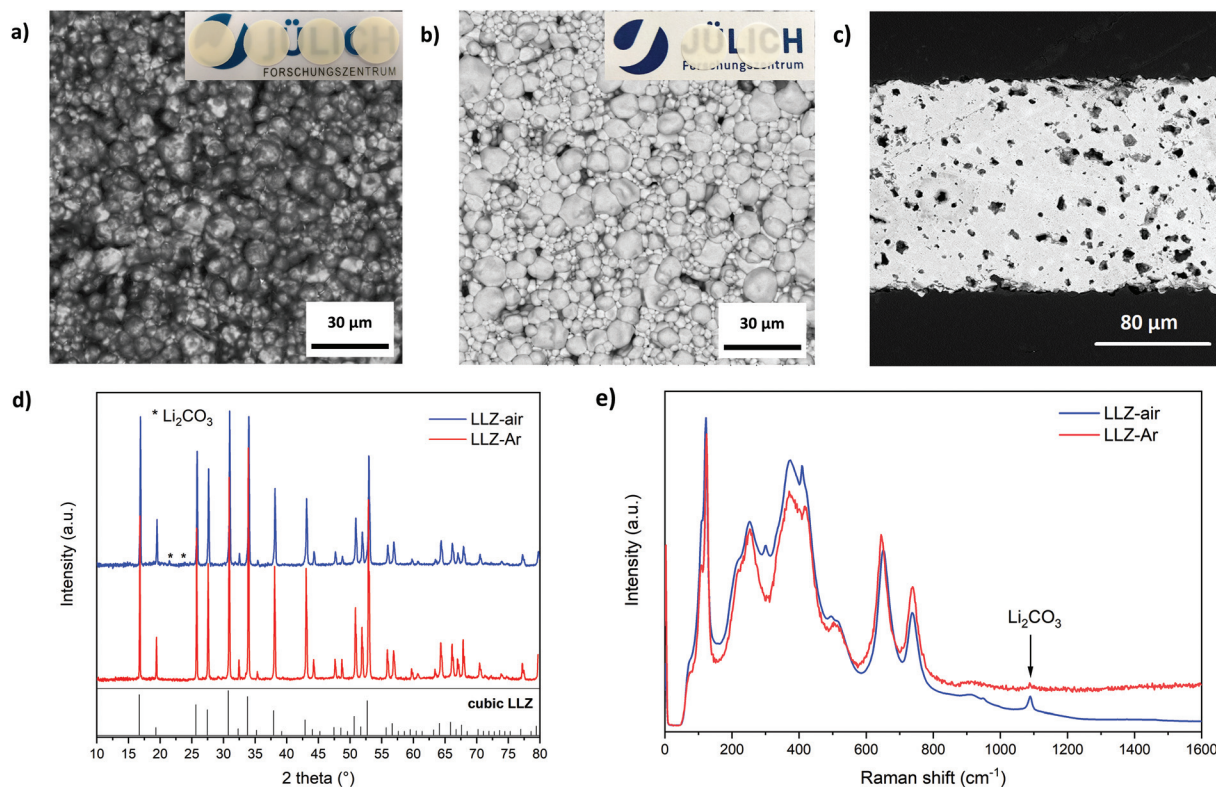 a)
JÜLICH
FORSCHUNGSZENTRUM
30 µm
b)
JÜLICH
Forschungszentrum
30 µm
c)
80 µm
d)
* Li₂CO₃
LLZ-air
LLZ-Ar
* *
Intensity (a.u.)
cubic LLZ
10 15 20 25 30 35 40 45 50 55 60 65 70 75 80
2 theta (°)
e)
LLZ-air
LLZ-Ar
Intensity (a.u.)
Li₂CO₃
0 200 400 600 800 1000 1200 1400 1600
Raman shift (cm⁻¹)